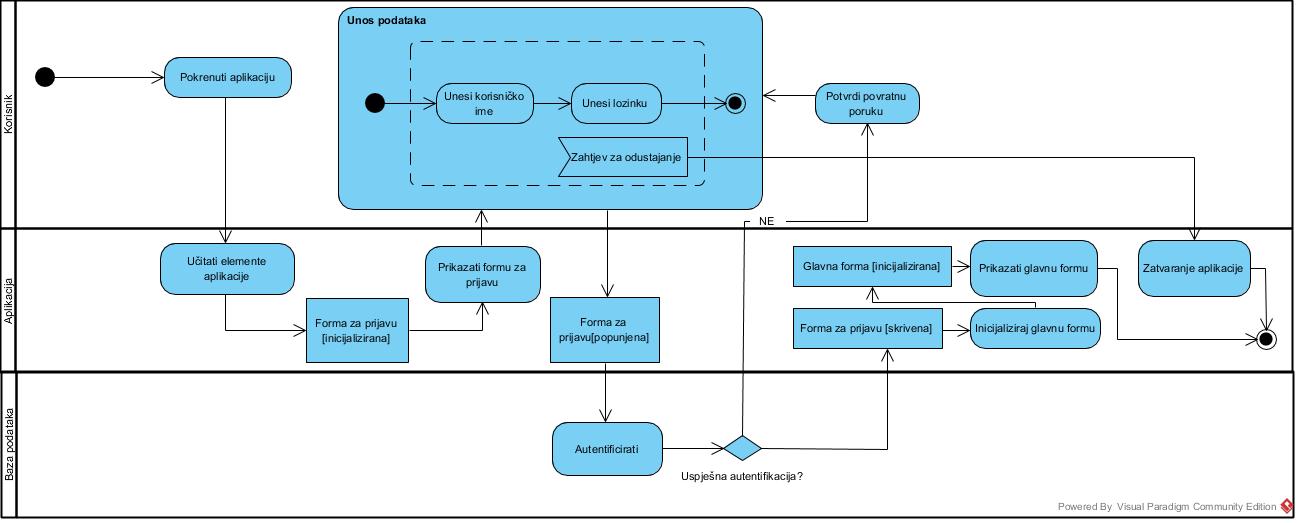 Korisnik
Pokrenuti aplikaciju
Unos podataka
Unesi korisničko
ime
Unesi lozinku
Zahtjev za odustajanje
Potvrdi povratnu
poruku
NE
Aplikacija
Učitati elemente
aplikacije
Forma za prijavu
[inicijalizirana]
Prikazati formu za
prijavu
Forma za
prijavu[popunjena]
Glavna forma [inicijalizirana]
Prikazati glavnu formu
Zatvaranje aplikacije
Forma za prijavu [skrivena]
Inicijaliziraj glavnu formu
Baza podataka
Autentificirati
Uspješna autentifikacija?
Powered By Visual Paradigm Community Edition